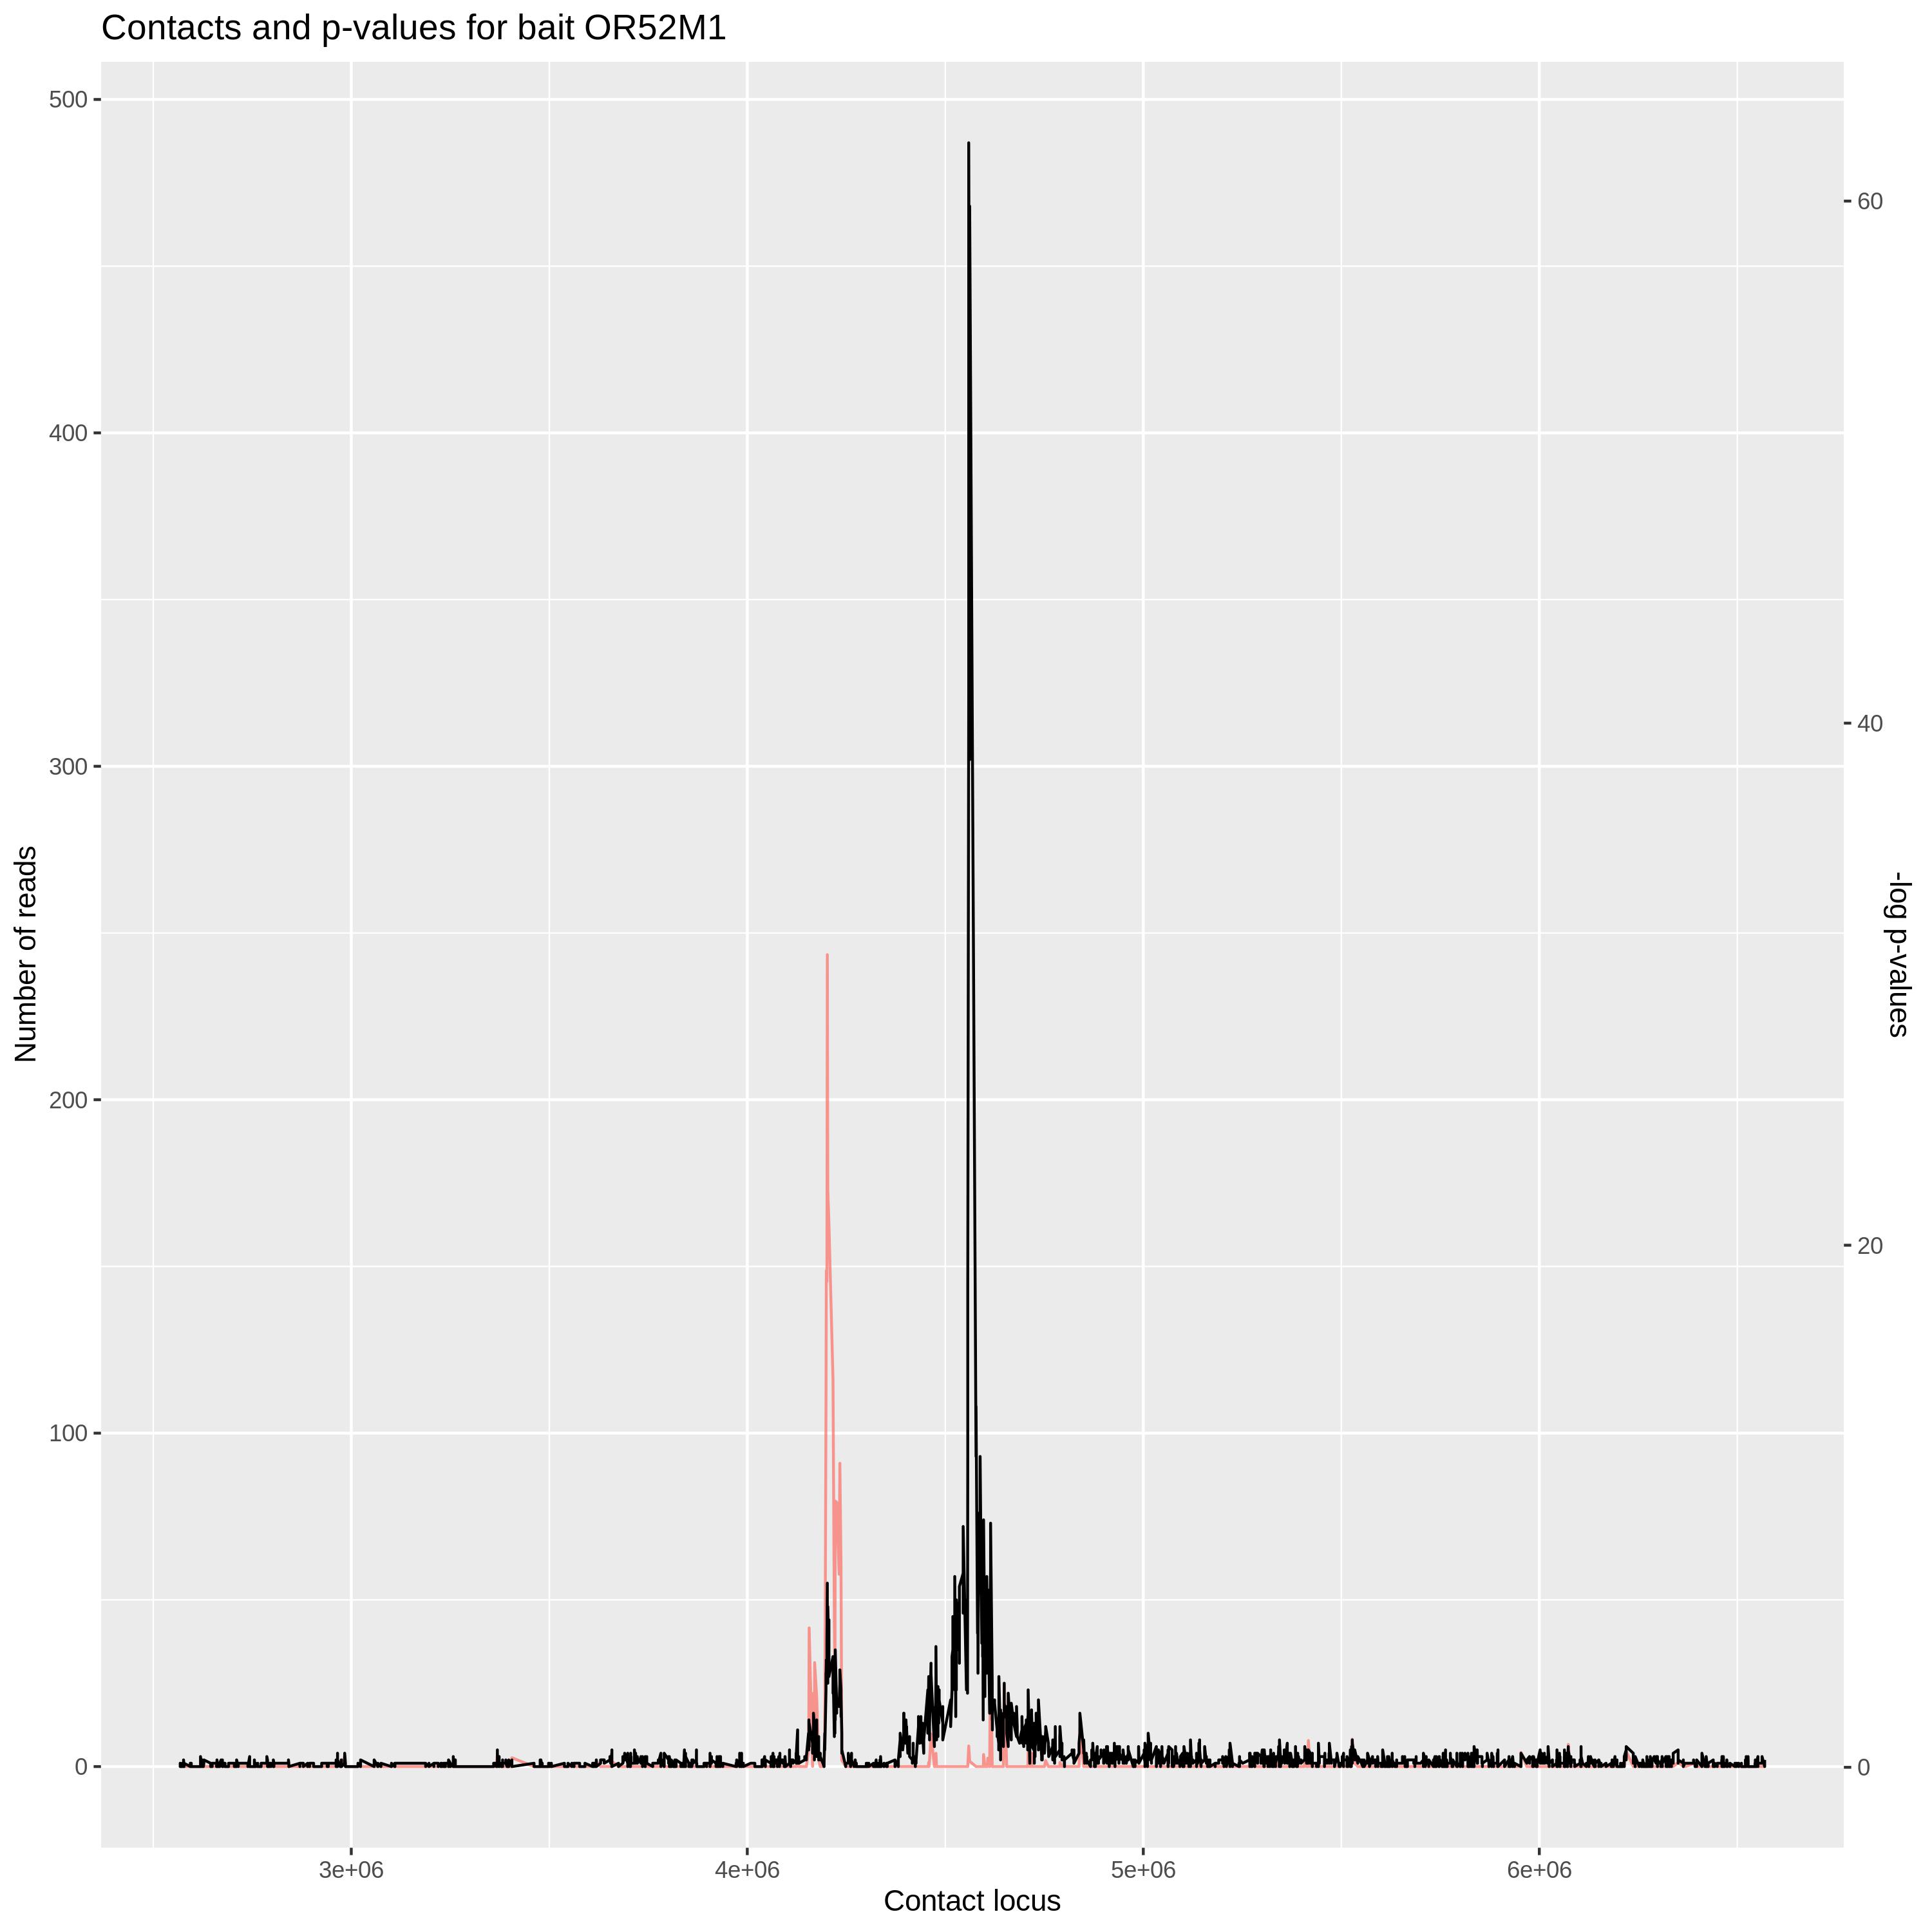 Contacts and p-values for bait OR52M1
500
400
300
200
100
0
Number of reads
60
40
20
0
-log p-values
3e+06
4e+06
5e+06
6e+06
Contact locus